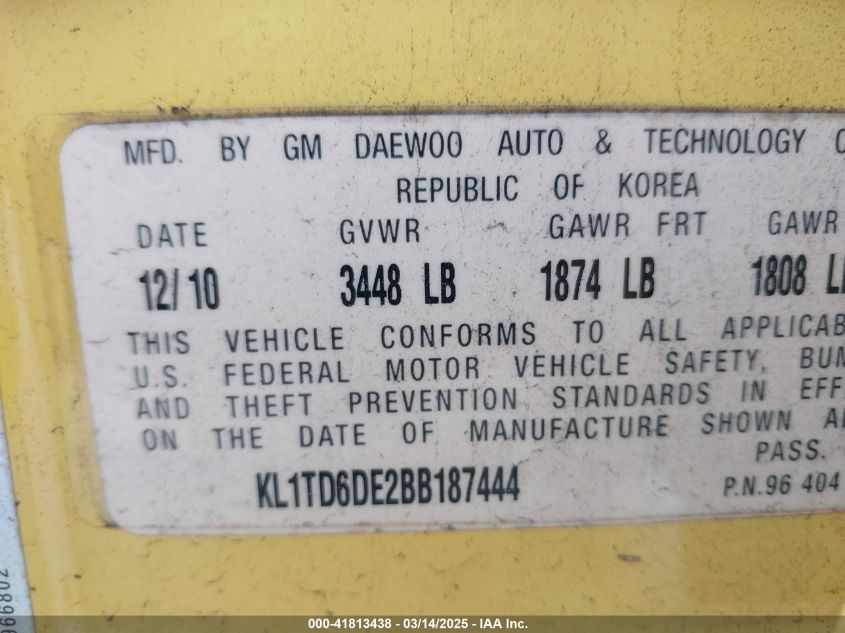 MFD. BY GM DAEWOO AUTO & TECHNOLOGY
REPUBLIC OF KOREA
DATE GVWR GAWR FRT GAWR
12/10 3448 LB 1874 LB 1808
THIS VEHICLE CONFORMS TO ALL
U.S. FEDERAL MOTOR VEHICLE SAFETY,
AND THEFT PREVENTION STANDARDS IN
ON THE DATE OF MANUFACTURE SHOWN
PASS.
KL1TD6DE2BB187444 P.N.96 404
000-41813438 - 03/14/2025 - IAA Inc.